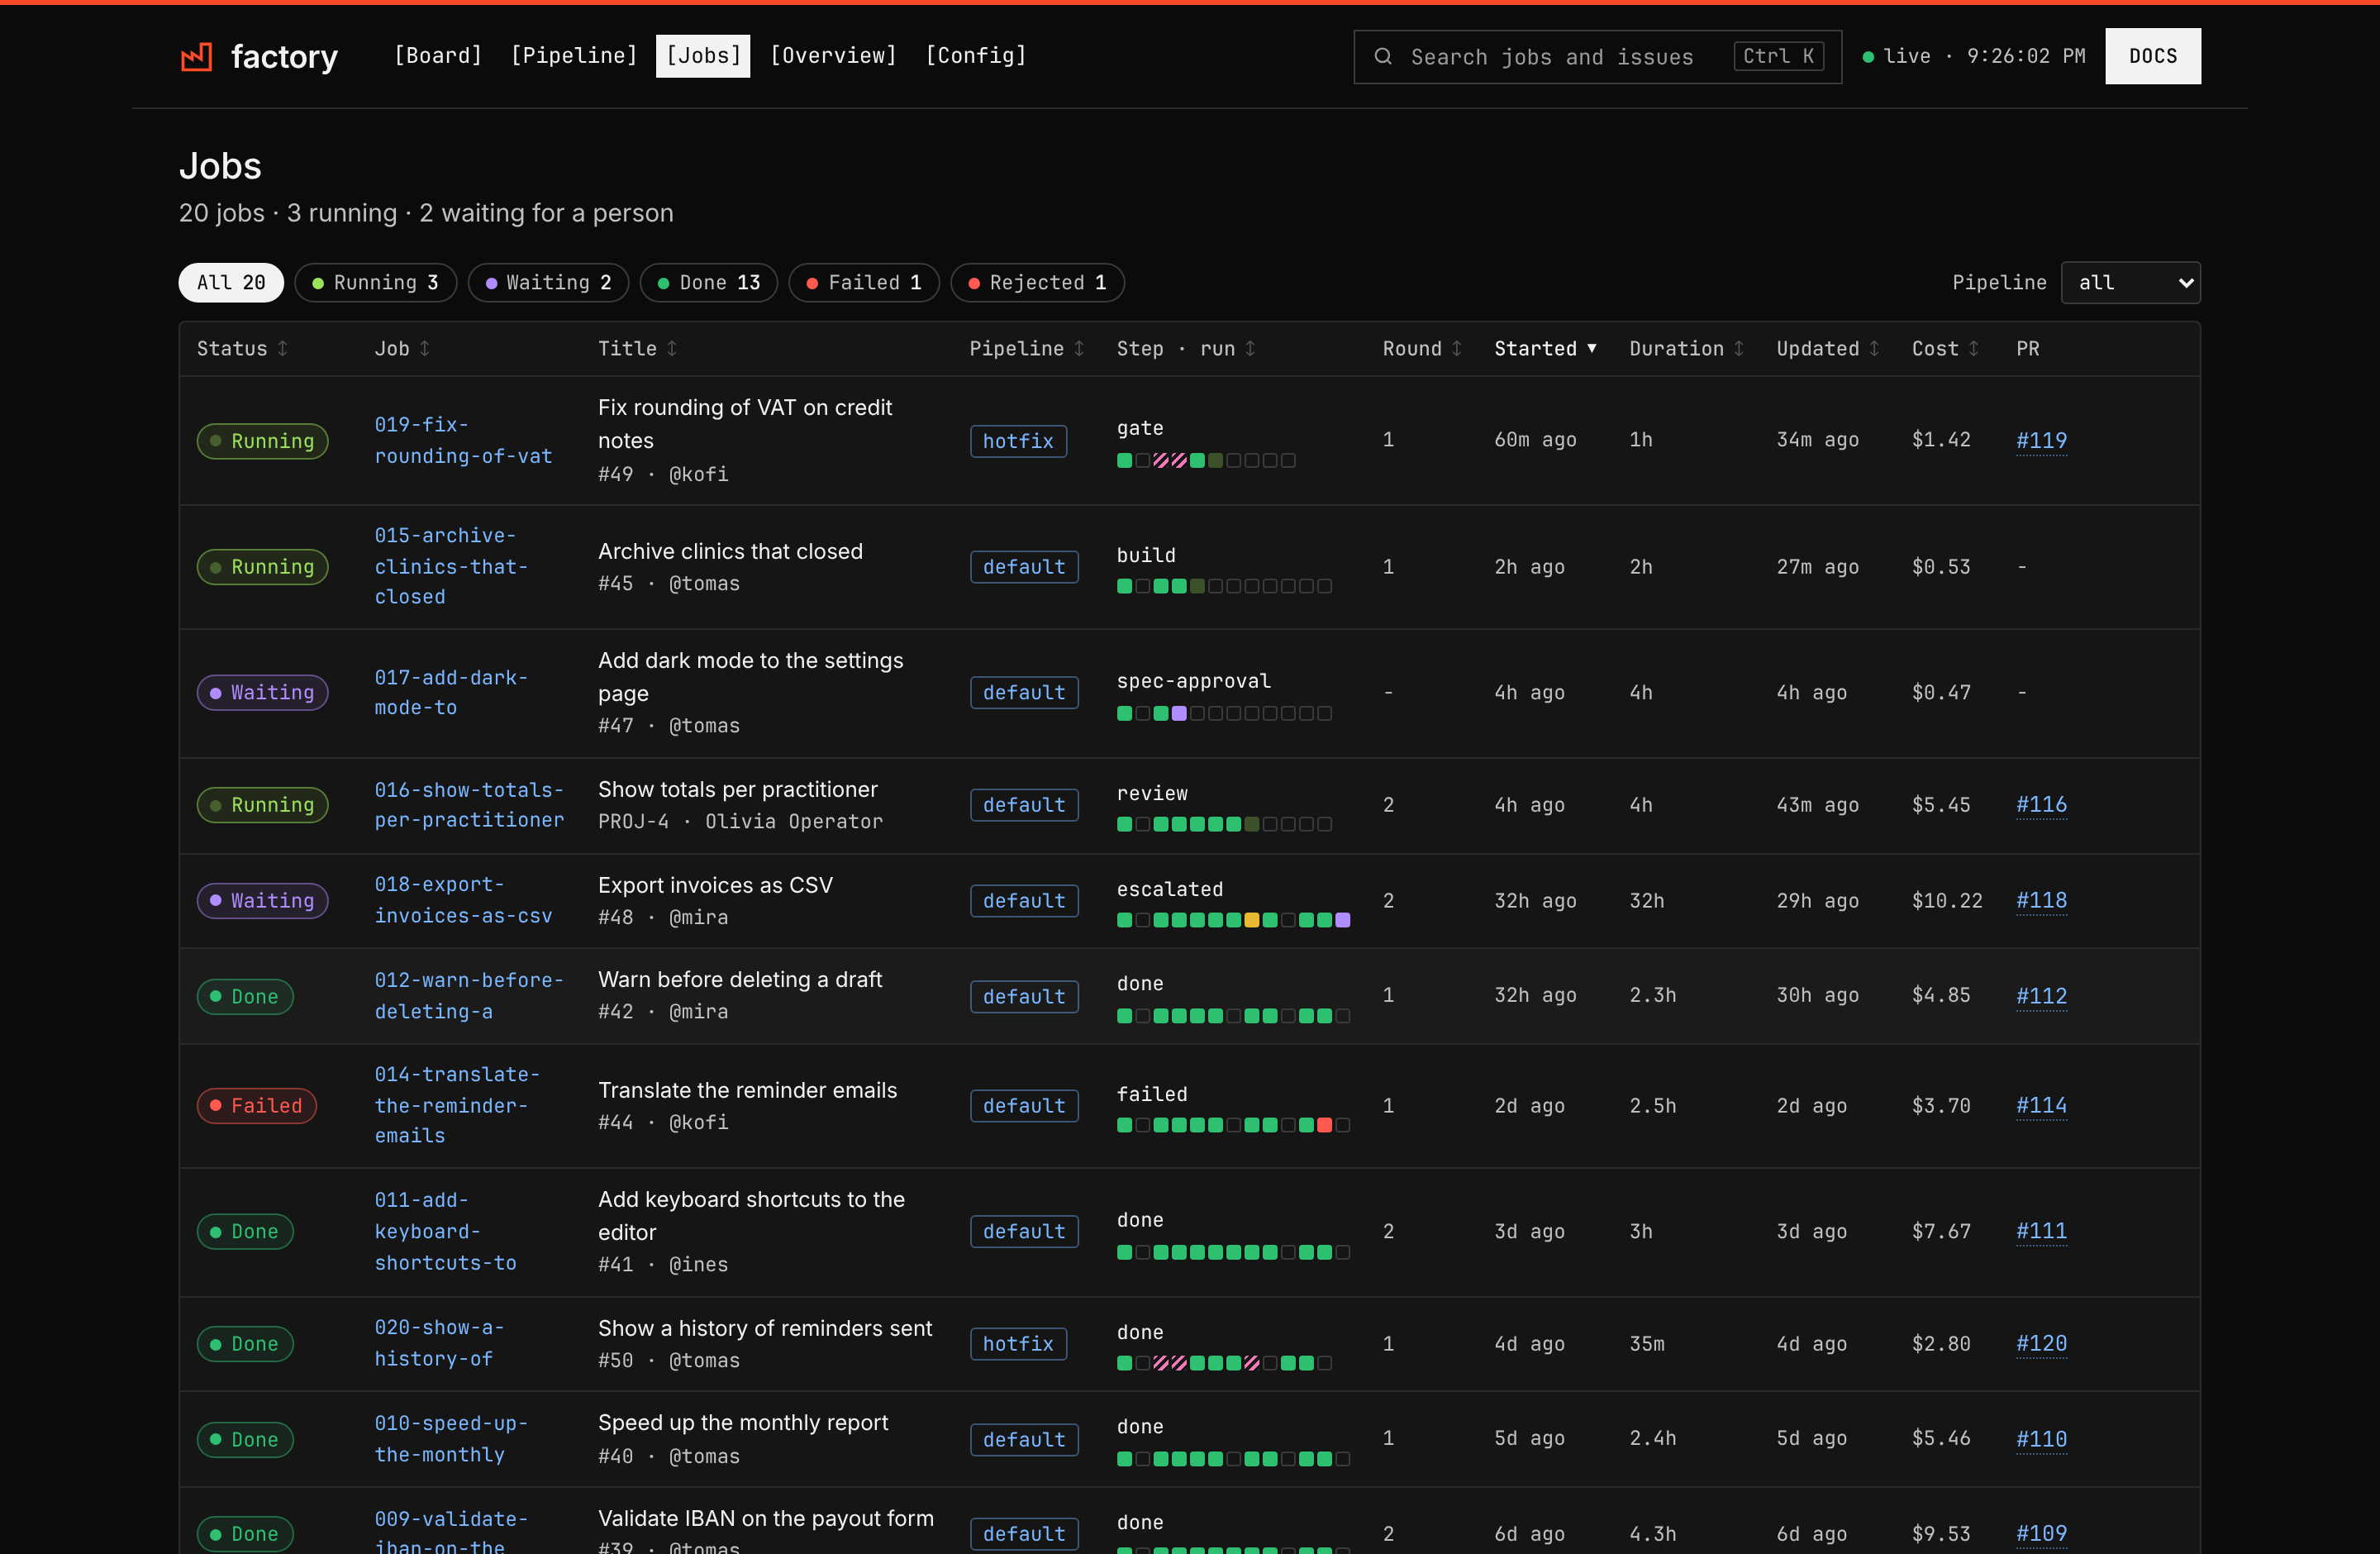 factory
[Board] [Pipeline] [Jobs] [Overview] [Config]
Search jobs and issues Ctrl K
live · 9:26:02 PM
DOCS
Jobs
20 jobs · 3 running · 2 waiting for a person
All 20 Running 3 Waiting 2 Done 13 Failed 1 Rejected 1 Pipeline all
Status Job Title Pipeline Step · run Round Started Duration Updated Cost PR
Running
019-fix-
rounding-of-vat
Fix rounding of VAT on credit
notes
#49 · @kofi
hotfix
gate
1 60m ago 1h 34m ago $1.42 #119
Running
015-archive-
clinics-that-
closed
Archive clinics that closed
#45 · @tomas
default
build
1 2h ago 2h 27m ago $0.53 -
Waiting
017-add-dark-
mode-to
Add dark mode to the settings
page
#47 · @tomas
default
spec-approval
- 4h ago 4h 4h ago $0.47 -
Running
016-show-totals-
per-practitioner
Show totals per practitioner
PROJ-4 · Olivia Operator
default
review
2 4h ago 4h 43m ago $5.45 #116
Waiting
018-export-
invoices-as-csv
Export invoices as CSV
#48 · @mira
default
escalated
2 32h ago 32h 29h ago $10.22 #118
Done
012-warn-before-
deleting-a
Warn before deleting a draft
#42 · @mira
default
done
1 32h ago 2.3h 30h ago $4.85 #112
Failed
014-translate-
the-reminder-
emails
Translate the reminder emails
#44 · @kofi
default
failed
1 2d ago 2.5h 2d ago $3.70 #114
Done
011-add-
keyboard-
shortcuts-to
Add keyboard shortcuts to the
editor
#41 · @ines
default
done
2 3d ago 3h 3d ago $7.67 #111
Done
020-show-a-
history-of
Show a history of reminders sent
#50 · @tomas
hotfix
done
1 4d ago 35m 4d ago $2.80 #120
Done
010-speed-up-
the-monthly
Speed up the monthly report
#40 · @tomas
default
done
1 5d ago 2.4h 5d ago $5.46 #110
Done
009-validate-
iban-on-the
Validate IBAN on the payout form
#39 · @tomas
default
done
2 6d ago 4.3h 6d ago $9.53 #109